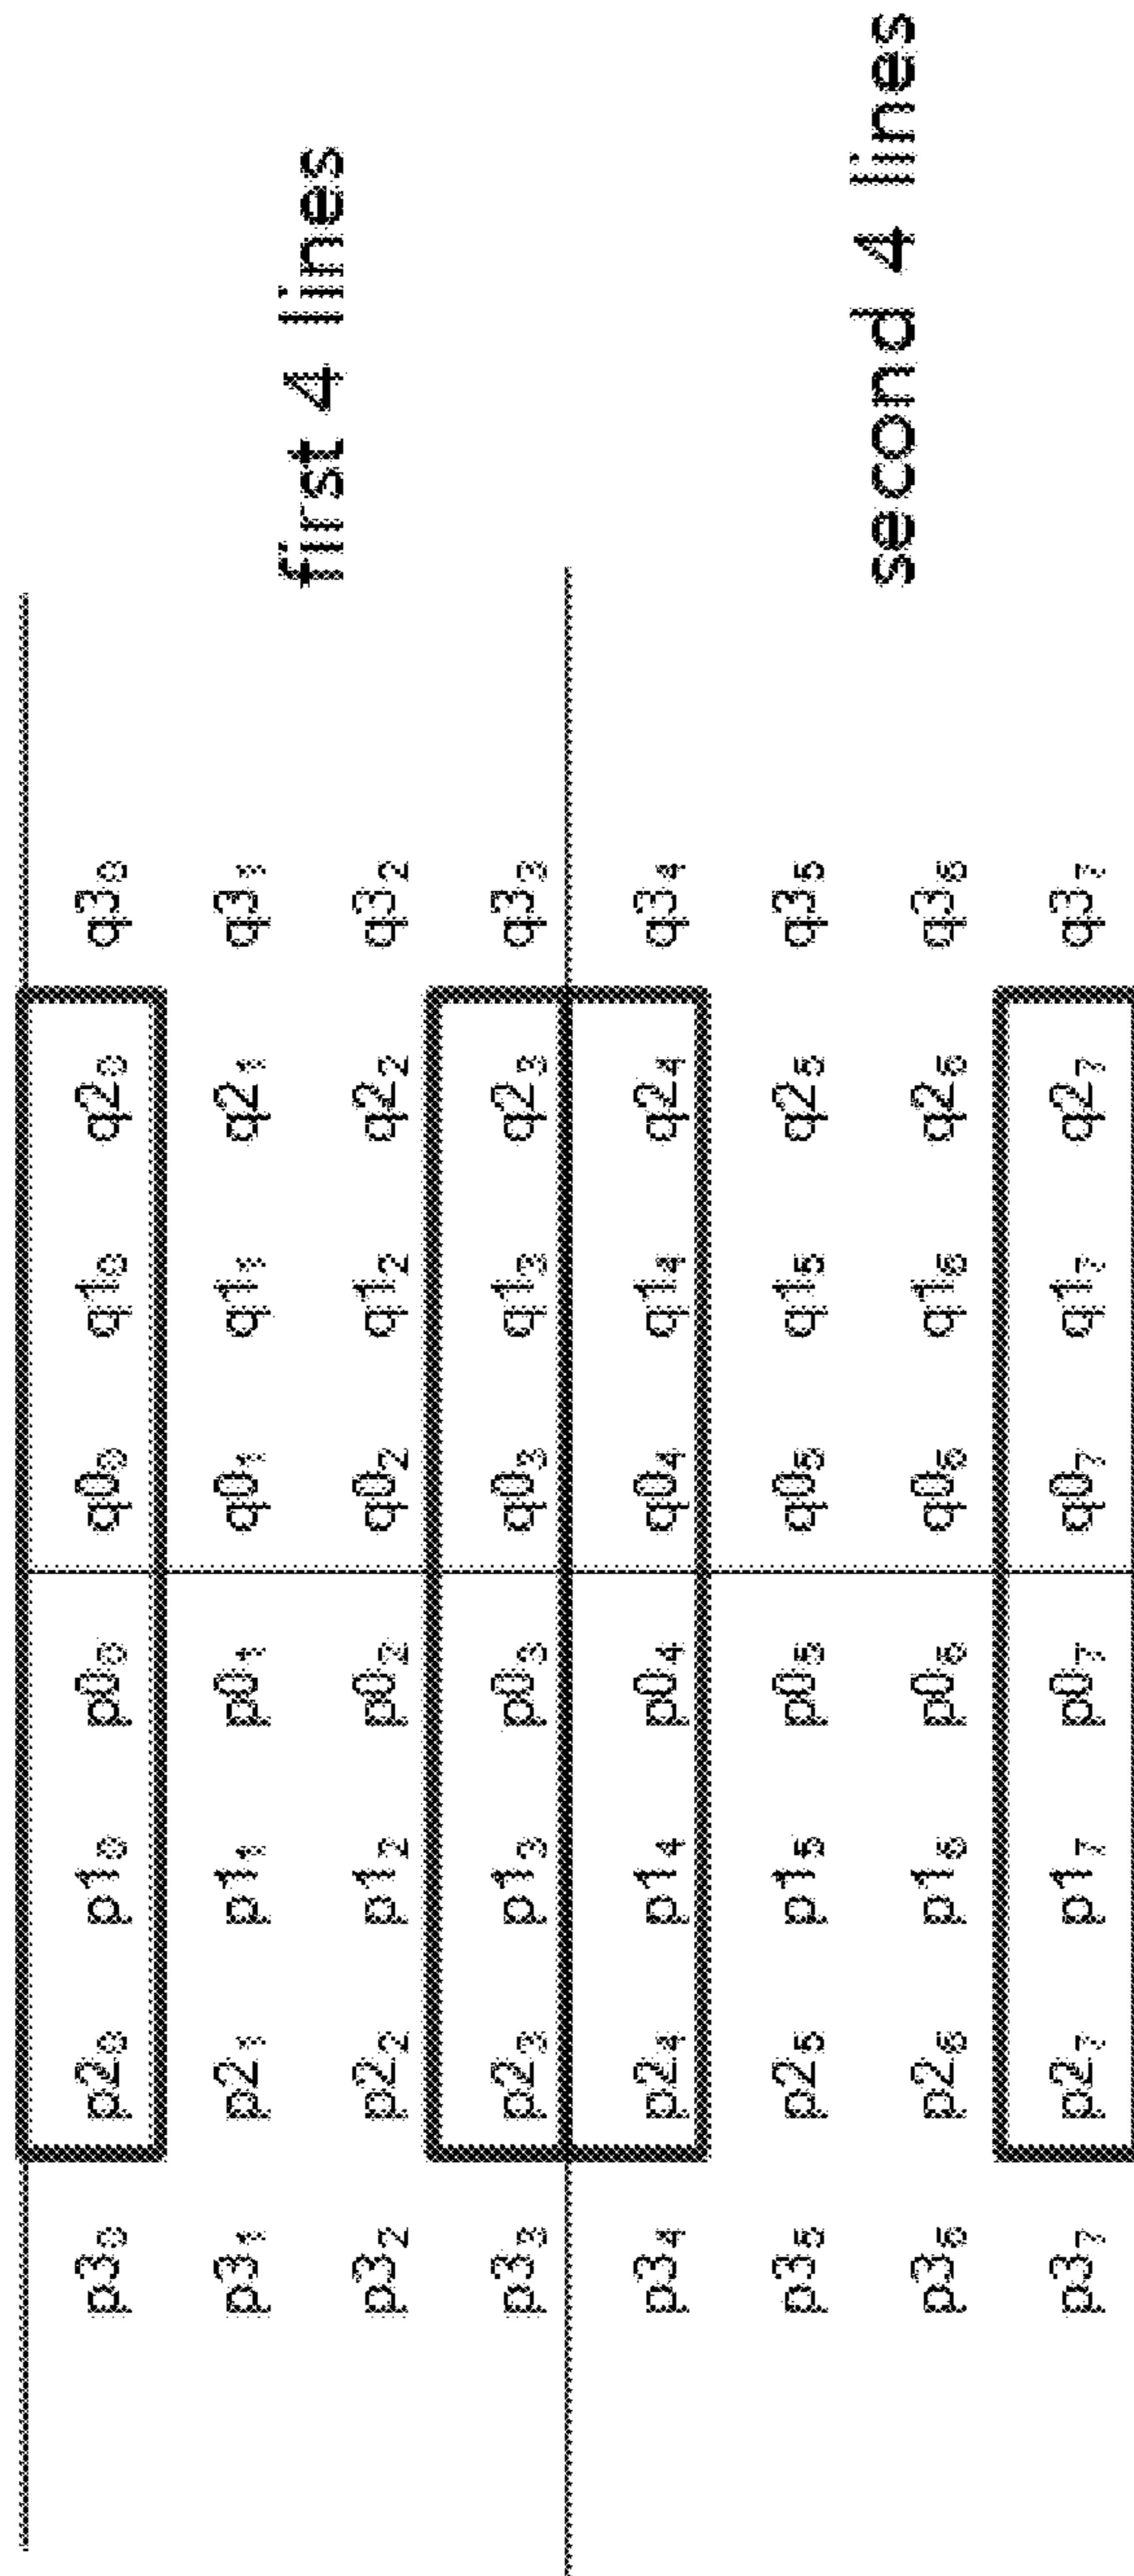 p3₀ p2₀ p1₀ p0₀ q0₀ q1₀ q2₀ q3₀
p3₁ p2₁ p1₁ p0₁ q0₁ q1₁ q2₁ q3₁
first 4 lines
p3₂ p2₂ p1₂ p0₂ q0₂ q1₂ q2₂ q3₂
p3₃ p2₃ p1₃ p0₃ q0₃ q1₃ q2₃ q3₃
p3₄ p2₄ p1₄ p0₄ q0₄ q1₄ q2₄ q3₄
p3₅ p2₅ p1₅ p0₅ q0₅ q1₅ q2₅ q3₅
second 4 lines
p3₆ p2₆ p1₆ p0₆ q0₆ q1₆ q2₆ q3₆
p3₇ p2₇ p1₇ p0₇ q0₇ q1₇ q2₇ q3₇